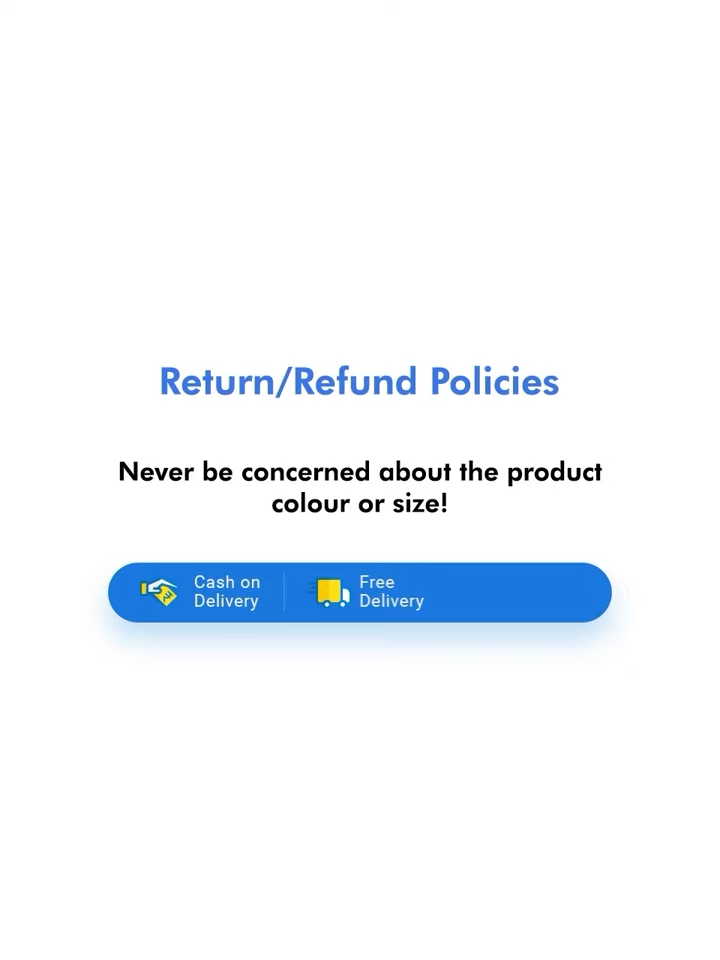 Return/Refund Policies
Never be concerned about the product
colour or size!
Cash on
Delivery
Free
Delivery